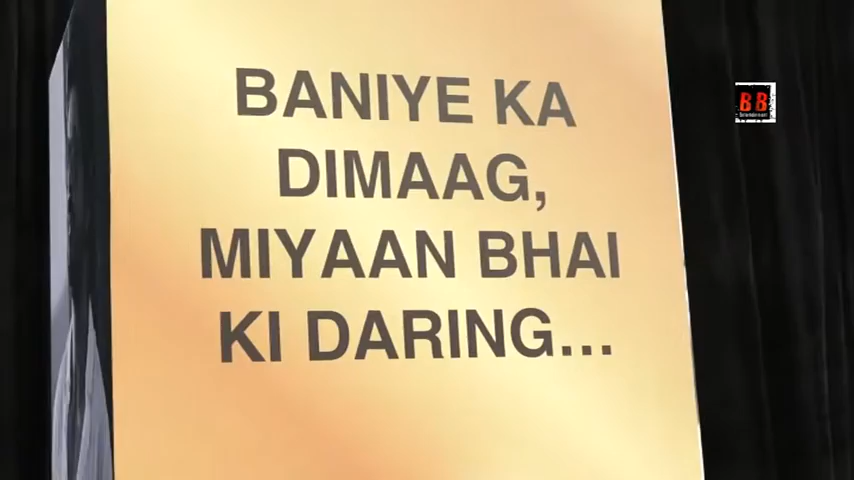 BANIYE KA
DIMAAG,
MIYAAN BHAI
KI DARING...
BB